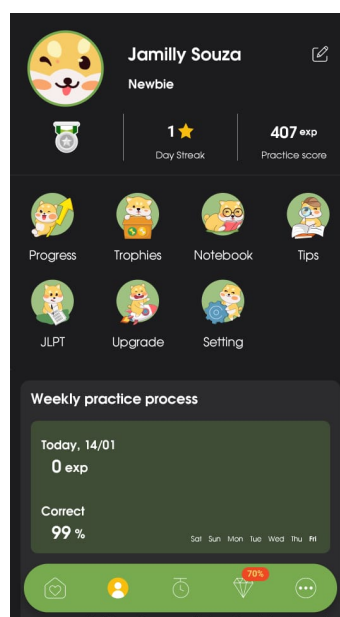 Jamilly Souza
Newbie
1
407 exp
Day Streak
Practice score
Progress Trophies Notebook Tips
JLPT Upgrade Setting
Weekly practice process
Today, 14/01
0 exp
Correct
99 %
Sat Sun Mon Tue Wed Thu Fri
70%